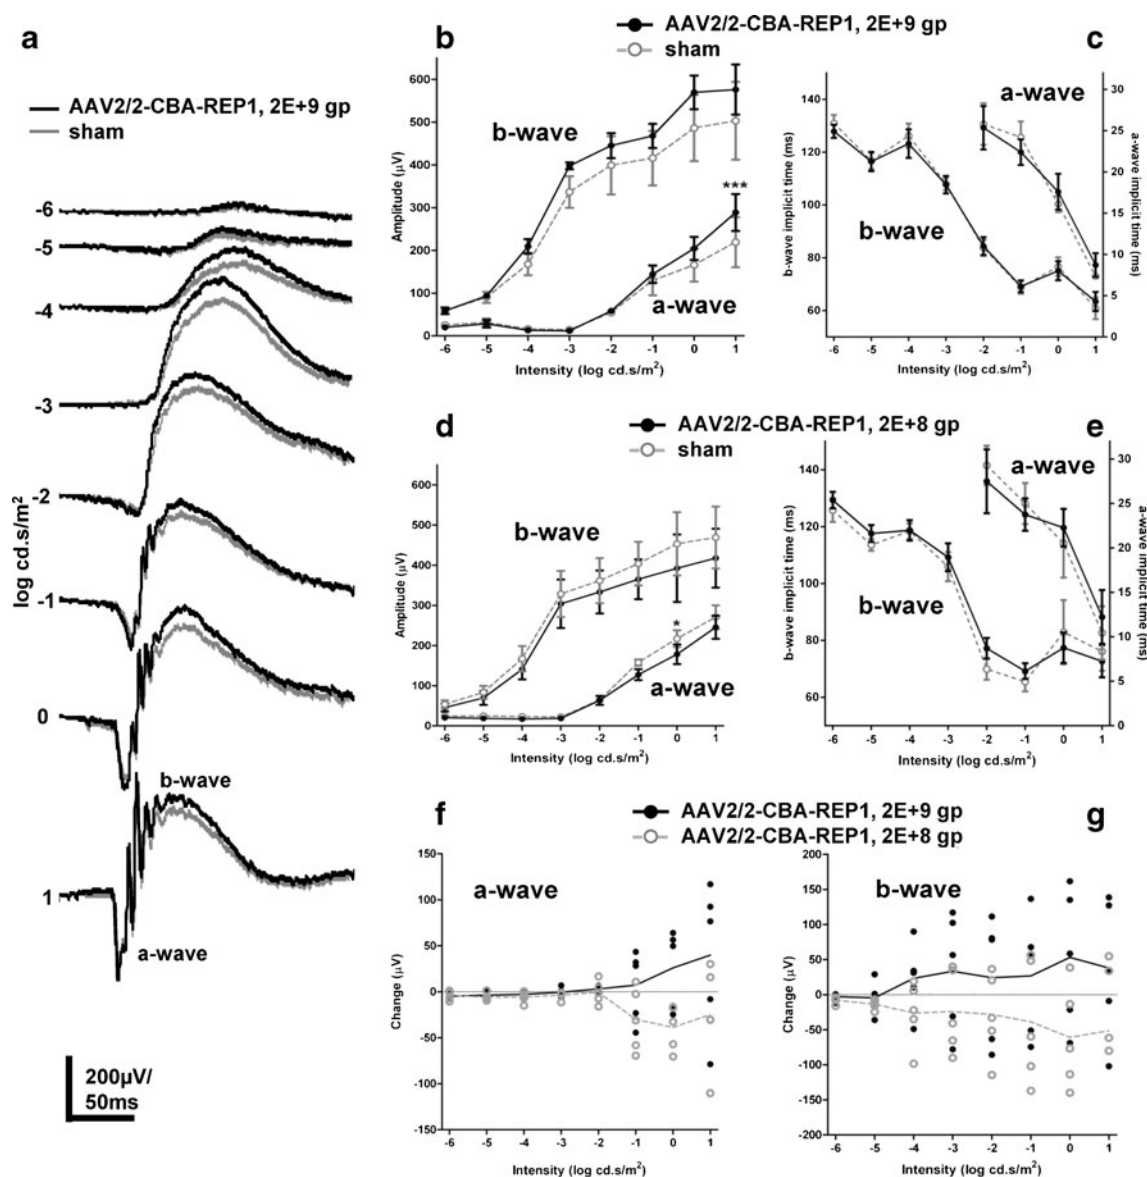 a
AAV2/2-CBA-REP1, 2E+9 gp
sham
-6
-5
-4
-3
-2
-1
0
1
log cd.s/m²
b-wave
a-wave
200µV/
50ms
b
AAV2/2-CBA-REP1, 2E+9 gp
sham
600
500
400
300
200
100
0
Amplitude (µV)
b-wave
***
a-wave
-6 -5 -4 -3 -2 -1 0 1
Intensity (log cd.s/m²)
c
140
120
100
80
60
b-wave implicit time (ms)
a-wave
b-wave
30
25
20
15
10
5
0
a-wave implicit time
(ms)
-6 -5 -4 -3 -2 -1 0 1
Intensity (log cd.s/m²)
d
AAV2/2-CBA-REP1, 2E+8 gp
sham
600
500
400
300
200
100
0
Amplitude (µV)
b-wave
*
a-wave
-6 -5 -4 -3 -2 -1 0 1
Intensity (log cd.s/m²)
e
140
120
100
80
60
b-wave implicit time (ms)
a-wave
b-wave
30
25
20
15
10
5
0
a-wave implicit time
(ms)
-6 -5 -4 -3 -2 -1 0 1
Intensity (log cd.s/m²)
f
AAV2/2-CBA-REP1, 2E+9 gp
AAV2/2-CBA-REP1, 2E+8 gp
150
100
50
0
-50
-100
-150
Change (µV)
a-wave
-6 -5 -4 -3 -2 -1 0 1
Intensity (log cd.s/m²)
g
200
150
100
50
0
-50
-100
-150
-200
Change (µV)
b-wave
-6 -5 -4 -3 -2 -1 0 1
Intensity (log cd.s/m²)